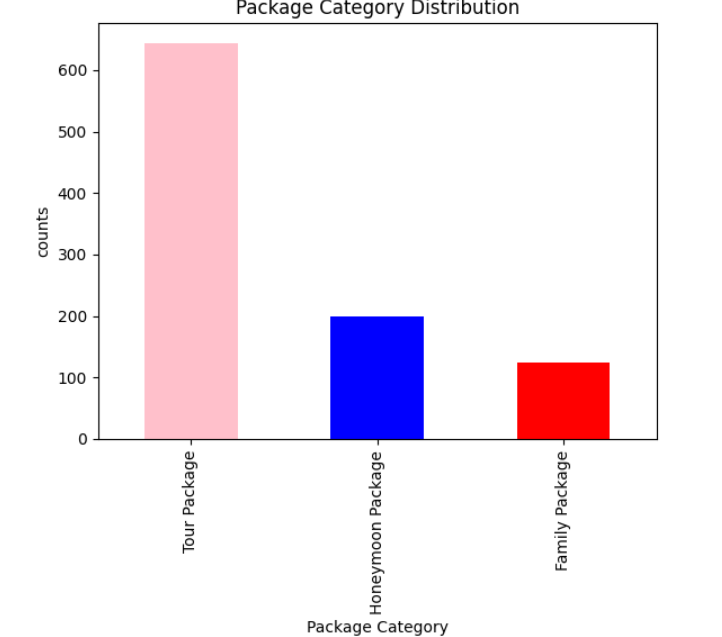 Package Category Distribution
counts
600
500
400
300
200
100
0
Tour Package
Honeymoon Package
Family Package
Package Category